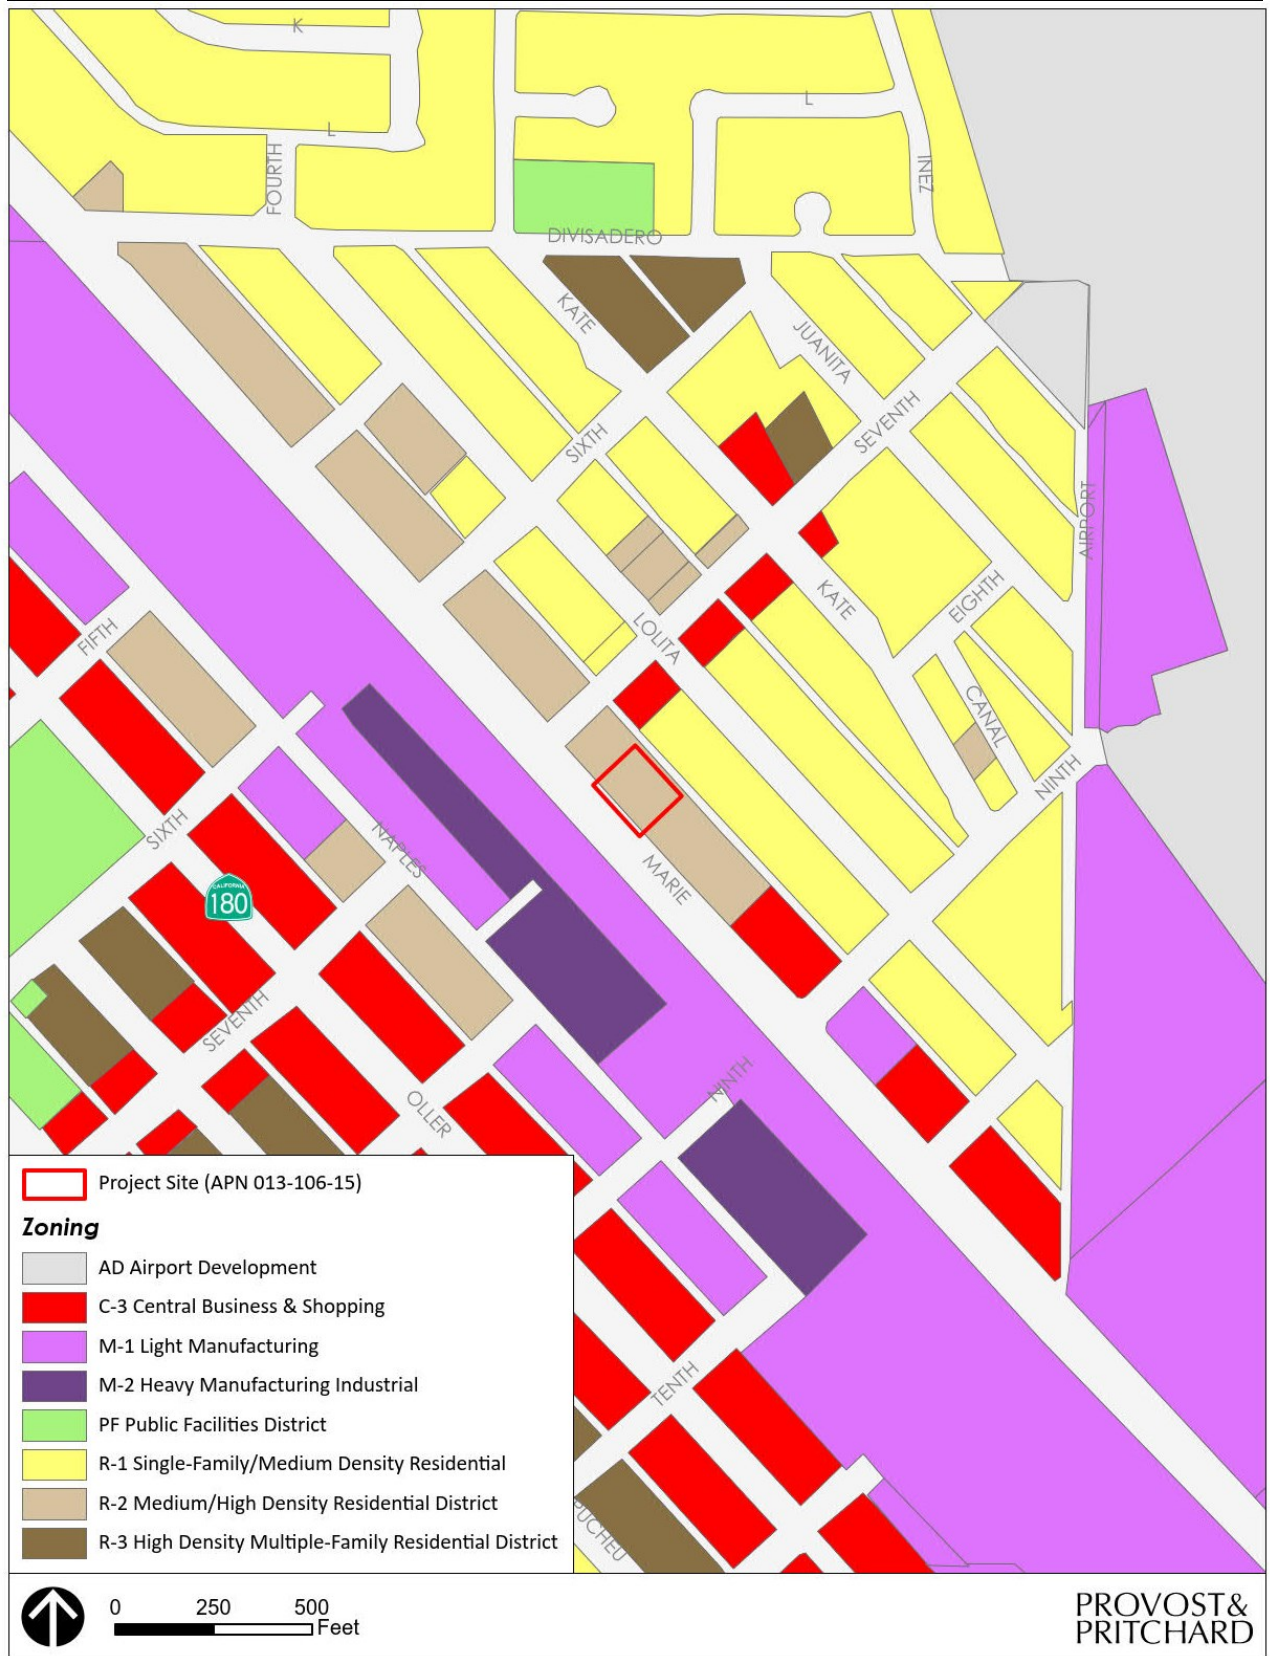 K
L
L
FOURTH
INEZ
DIVISADERO
KATE
JUANITA
SEVENTH
SIXTH
AIRPORT
EIGHTH
KATE
LOLITA
FIFTH
CANAL
NINTH
SIXTH
NAPLES
MARIE
CALIFORNIA
180
SEVENTH
OLLER
NINTH
TENTH
PUCHEU
Project Site (APN 013-106-15)
Zoning
AD Airport Development
C-3 Central Business & Shopping
M-1 Light Manufacturing
M-2 Heavy Manufacturing Industrial
PF Public Facilities District
R-1 Single-Family/Medium Density Residential
R-2 Medium/High Density Residential District
R-3 High Density Multiple-Family Residential District
0 250 500
Feet
PROVOST&
PRITCHARD